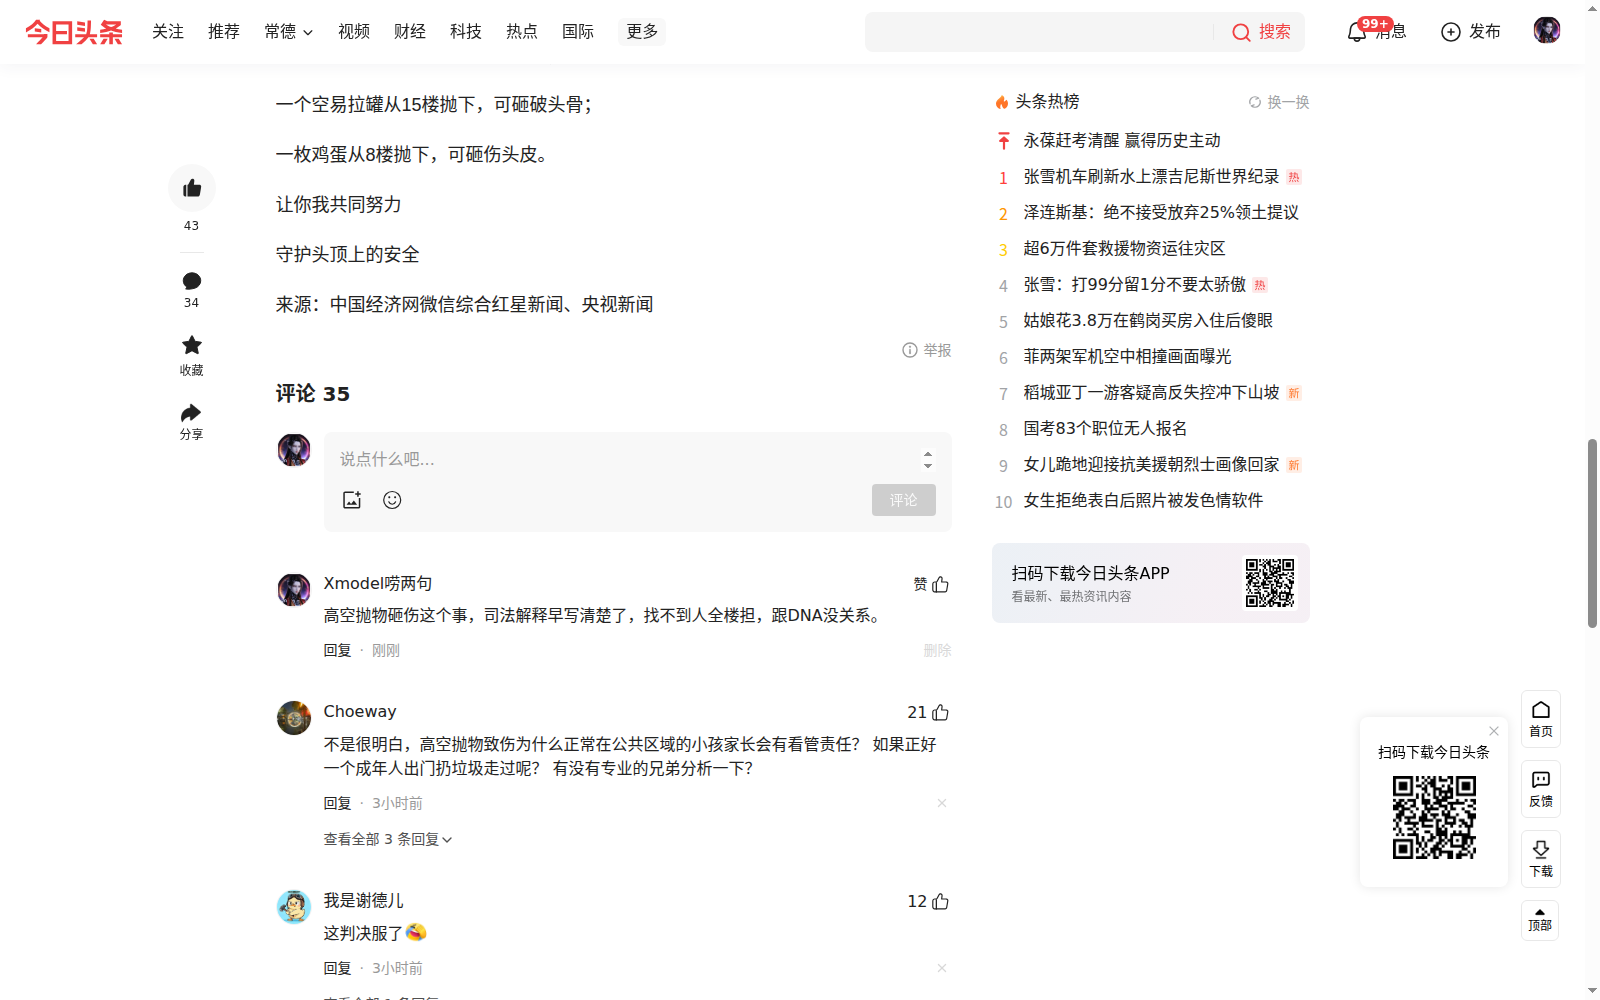 今日头条
关注 推荐 常德 视频 财经 科技 热点 国际 更多
搜索
99+
消息
发布
一个空易拉罐从15楼抛下，可砸破头骨；
一枚鸡蛋从8楼抛下，可砸伤头皮。
让你我共同努力
守护头顶上的安全
来源：中国经济网微信综合红星新闻、央视新闻
举报
43
34
收藏
分享
评论 35
说点什么吧...
评论
Xmodel唠两句
赞
高空抛物砸伤这个事，司法解释早写清楚了，找不到人全楼担，跟DNA没关系。
回复 · 刚刚
删除
Choeway
21
不是很明白，高空抛物致伤为什么正常在公共区域的小孩家长会有看管责任？ 如果正好
一个成年人出门扔垃圾走过呢？ 有没有专业的兄弟分析一下？
回复 · 3小时前
查看全部 3 条回复
我是谢德儿
12
这判决服了
回复 · 3小时前
头条热榜
换一换
永葆赶考清醒 赢得历史主动
1 张雪机车刷新水上漂吉尼斯世界纪录 热
2 泽连斯基：绝不接受放弃25%领土提议
3 超6万件套救援物资运往灾区
4 张雪：打99分留1分不要太骄傲 热
5 姑娘花3.8万在鹤岗买房入住后傻眼
6 菲两架军机空中相撞画面曝光
7 稻城亚丁一游客疑高反失控冲下山坡 新
8 国考83个职位无人报名
9 女儿跪地迎接抗美援朝烈士画像回家 新
10 女生拒绝表白后照片被发色情软件
扫码下载今日头条APP
看最新、最热资讯内容
扫码下载今日头条
首页
反馈
下载
顶部